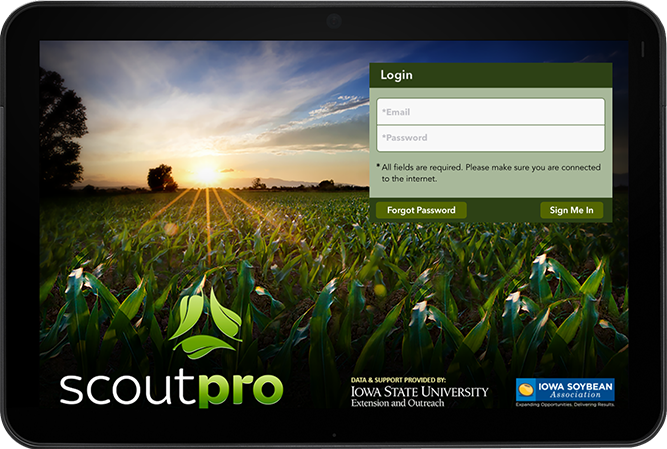 Login
*Email
*Password
* All fields are required. Please make sure you are connected
to the internet.
Forgot Password
Sign Me In
scoutpro
DATA & SUPPORT PROVIDED BY:
IOWA STATE UNIVERSITY
Extension and Outreach
IOWA SOYBEAN
Association
Expanding Opportunities. Delivering Results.